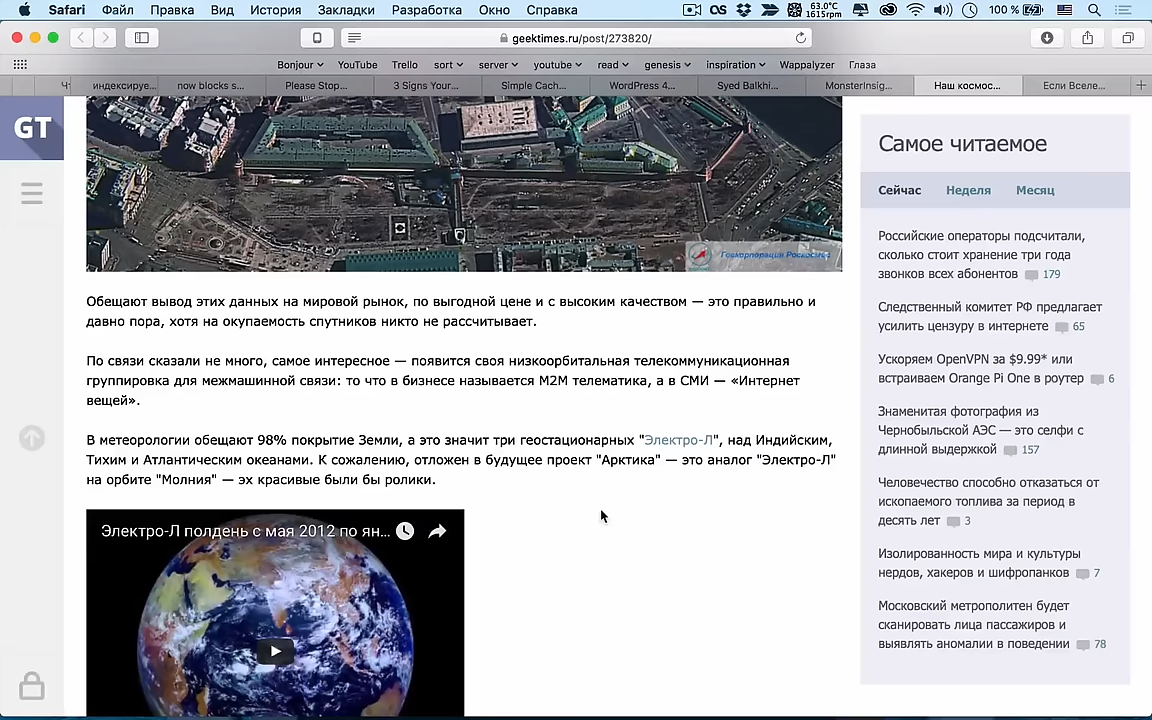 Safari Файл Правка Вид История Закладки Разработка Окно Справка
63.0°C
1615rpm
100 %
geektimes.ru/post/273820/
Bonjour YouTube Trello sort server youtube read genesis inspiration Wappalyzer Глаза
индексируе... now blocks s... Please Stop... 3 Signs Your... Simple Cach... WordPress 4... Syed Balkhi... MonsterInsig... Наш космос... Если Вселе...
GT
Госкорпорация Роскосмос
Обещают вывод этих данных на мировой рынок, по выгодной цене и с высоким качеством — это правильно и
давно пора, хотя на окупаемость спутников никто не рассчитывает.
По связи сказали не много, самое интересное — появится своя низкоорбитальная телекоммуникационная
группировка для межмашинной связи: то что в бизнесе называется M2M телематика, а в СМИ — «Интернет
вещей».
В метеорологии обещают 98% покрытие Земли, а это значит три геостационарных "Электро-Л", над Индийским,
Тихим и Атлантическим океанами. К сожалению, отложен в будущее проект "Арктика" — это аналог "Электро-Л"
на орбите "Молния" — эх красивые были бы ролики.
Электро-Л полдень с мая 2012 по ян...
Самое читаемое
Сейчас Неделя Месяц
Российские операторы подсчитали,
сколько стоит хранение три года
звонков всех абонентов 179
Следственный комитет РФ предлагает
усилить цензуру в интернете 65
Ускоряем OpenVPN за $9.99* или
встраиваем Orange Pi One в роутер 6
Знаменитая фотография из
Чернобыльской АЭС — это селфи с
длинной выдержкой 157
Человечество способно отказаться от
ископаемого топлива за период в
десять лет 3
Изолированность мира и культуры
нердов, хакеров и шифропанков 7
Московский метрополитен будет
сканировать лица пассажиров и
выявлять аномалии в поведении 78